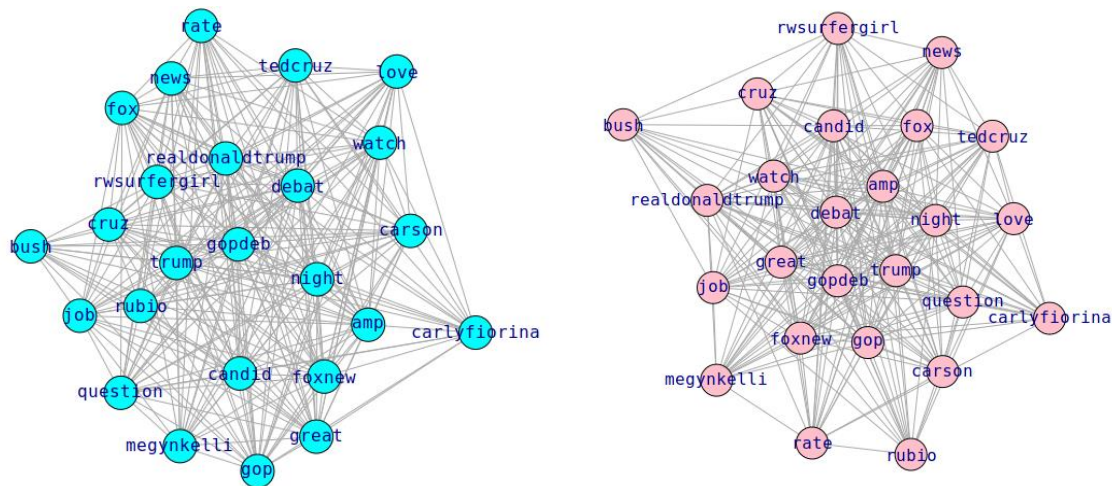 rate
tedcruz
love
news
fox
watch
realdonaldtrump
rwsurfergirl
debat
cruz
carson
bush
gopdeb
trump
night
rubio
job
amp
carlyfiorina
candid
foxnew
question
great
megynkelli
gop
rwsurfergirl
news
cruz
bush
candid
fox
tedcruz
watch
amp
realdonaldtrump
debat
night
love
great
trump
gopdeb
job
question
carlyfiorina
foxnew
gop
carson
megynkelli
rate
rubio